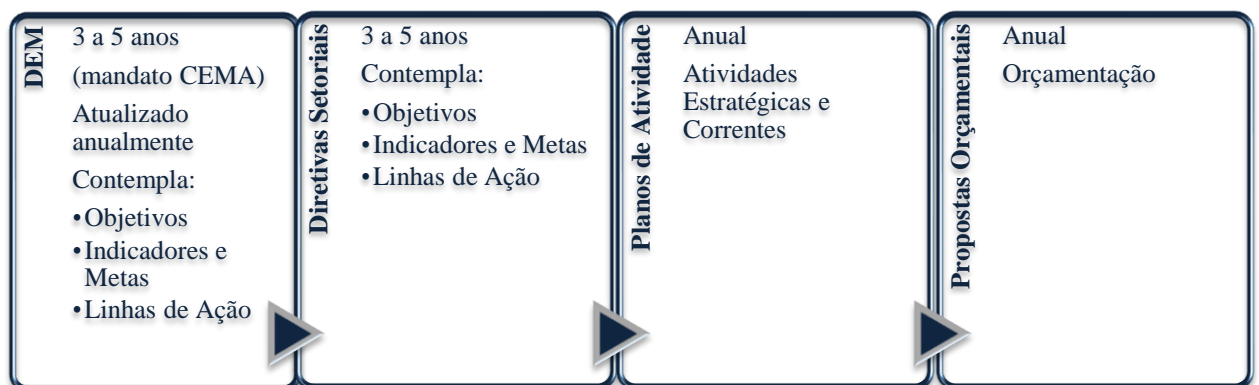 DEM
3 a 5 anos
(mandato CEMA)
Atualizado
anualmente
Contempla:
•Objetivos
•Indicadores e
Metas
•Linhas de Ação
Diretivas Setoriais
3 a 5 anos
Contempla:
•Objetivos
•Indicadores e Metas
•Linhas de Ação
Planos de Atividade
Anual
Atividades
Estratégicas e
Correntes
Propostas Orçamentais
Anual
Orçamentação